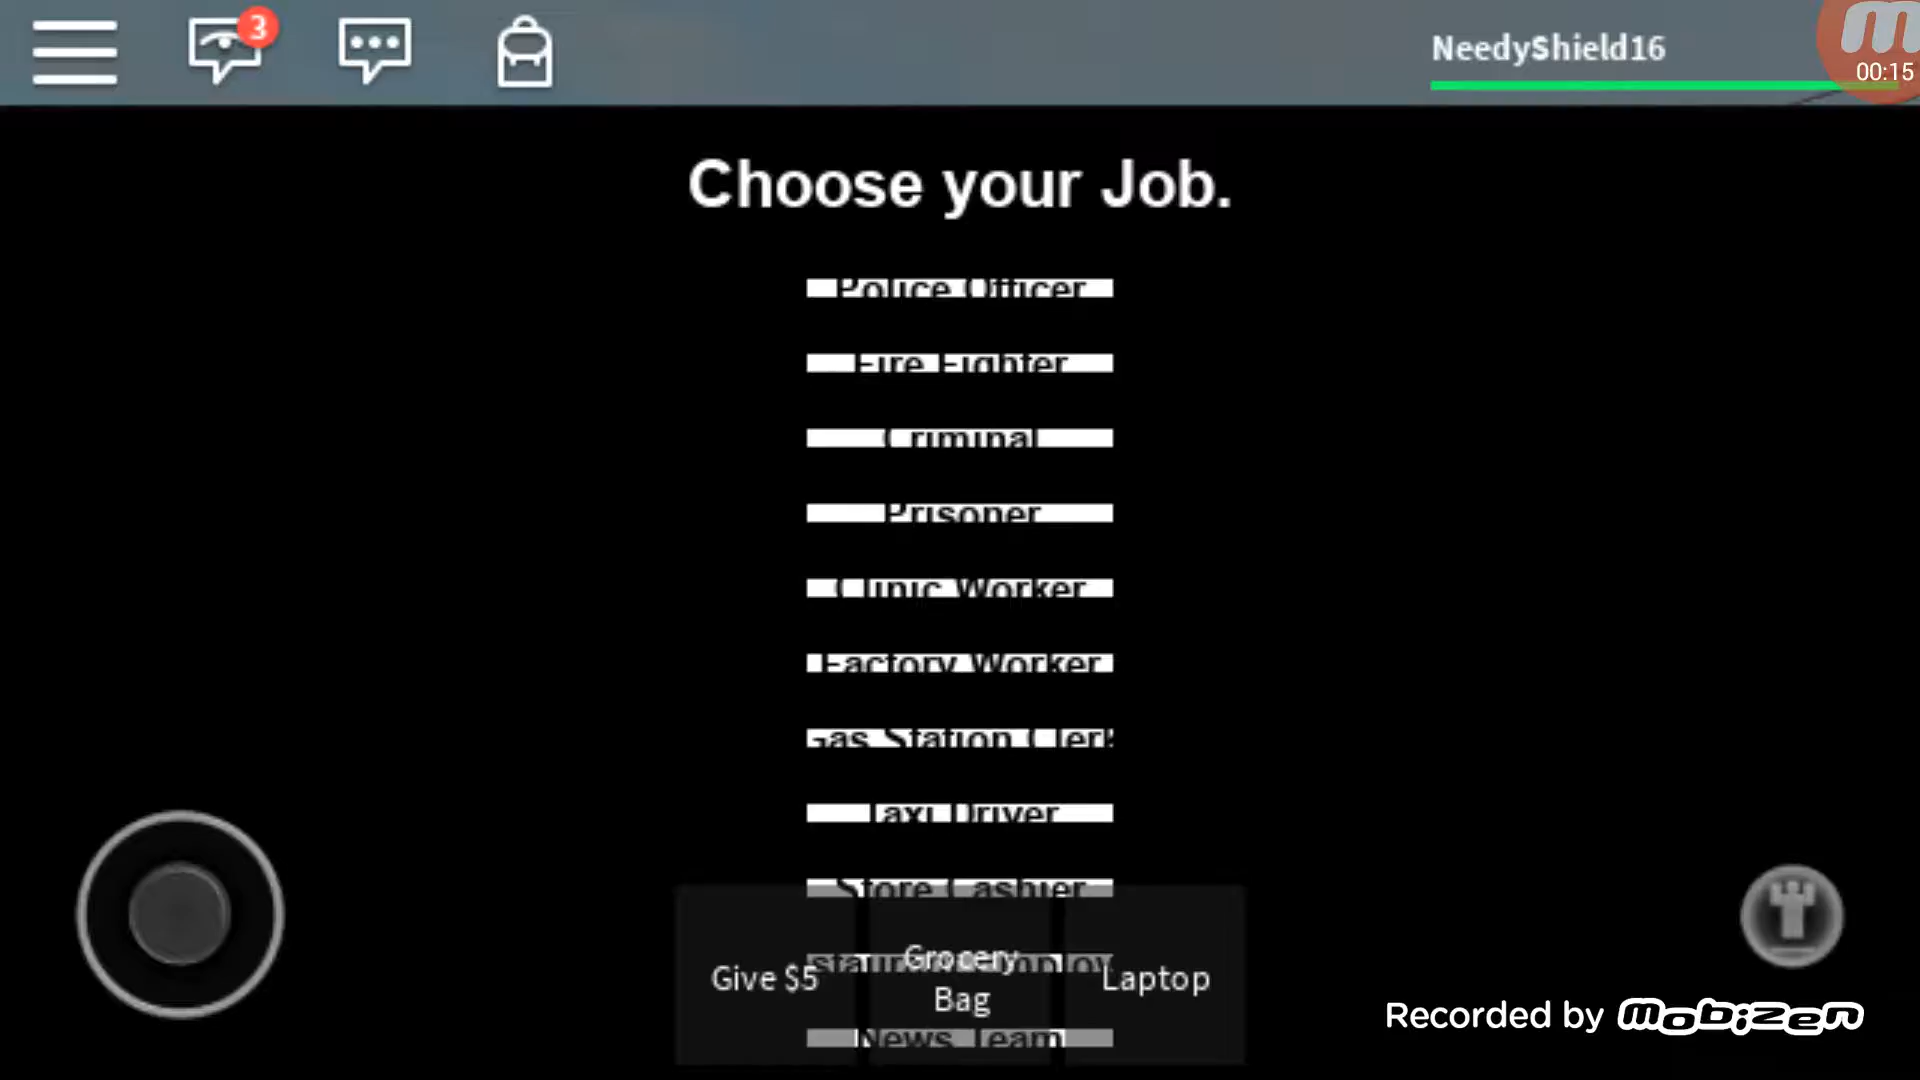 3
NeedyShield16
00:15
Choose your Job.
Police Officer
Fire Fighter
Criminal
Prisoner
Clinic Worker
Factory Worker
Gas Station Clerk
Taxi Driver
Store Cashier
Give $5
Grocery
Bag
Laptop
News Team
Recorded by mobizen